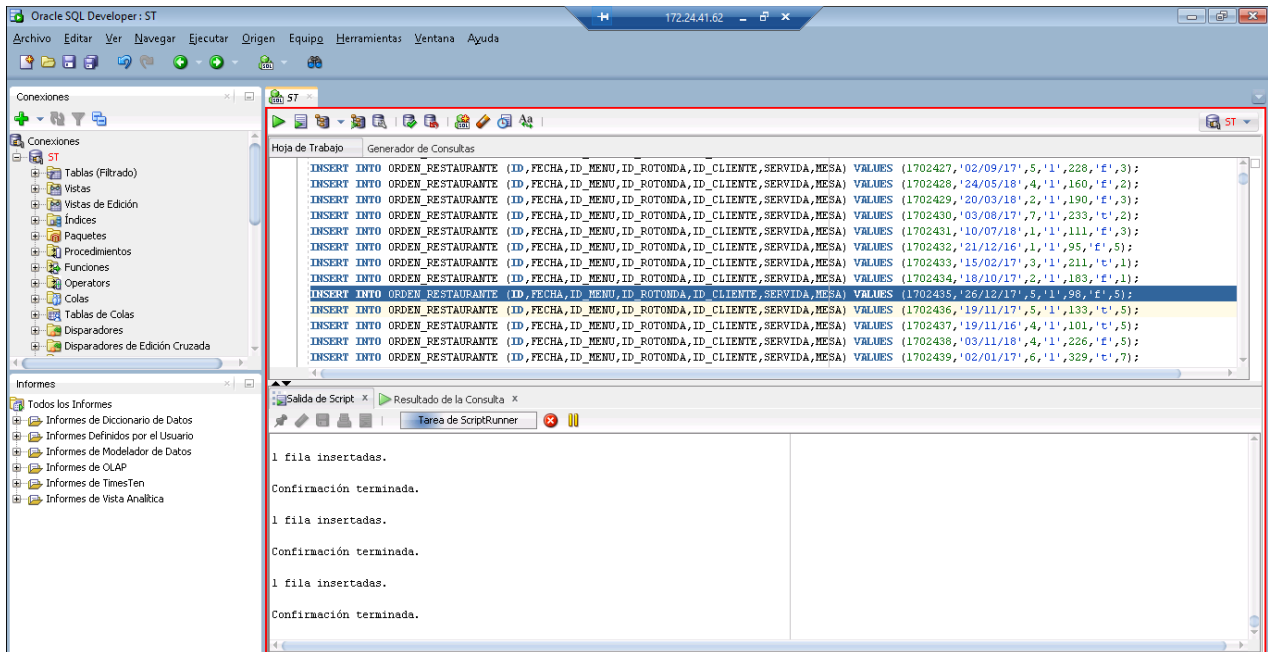 Oracle SQL Developer : ST
172.24.41.62
Archivo Editar Ver Navegar Ejecutar Origen Equipo Herramientas Ventana Ayuda
Conexiones
Conexiones
ST
Tablas (Filtrado)
Vistas
Vistas de Edición
Índices
Paquetes
Procedimientos
Funciones
Operators
Colas
Tablas de Colas
Disparadores
Disparadores de Edición Cruzada
Informes
Todos los Informes
Informes de Diccionario de Datos
Informes Definidos por el Usuario
Informes de Modelador de Datos
Informes de OLAP
Informes de TimesTen
Informes de Vista Analítica
ST
ST
Hoja de Trabajo Generador de Consultas
INSERT INTO ORDEN_RESTAURANTE (ID,FECHA,ID_MENU,ID_ROTONDA,ID_CLIENTE,SERVIDA,MESA) VALUES (1702427,'02/09/17',5,'1',228,'f',3);
INSERT INTO ORDEN_RESTAURANTE (ID,FECHA,ID_MENU,ID_ROTONDA,ID_CLIENTE,SERVIDA,MESA) VALUES (1702428,'24/05/18',4,'1',160,'f',2);
INSERT INTO ORDEN_RESTAURANTE (ID,FECHA,ID_MENU,ID_ROTONDA,ID_CLIENTE,SERVIDA,MESA) VALUES (1702429,'20/03/18',2,'1',190,'f',3);
INSERT INTO ORDEN_RESTAURANTE (ID,FECHA,ID_MENU,ID_ROTONDA,ID_CLIENTE,SERVIDA,MESA) VALUES (1702430,'03/08/17',7,'1',233,'t',2);
INSERT INTO ORDEN_RESTAURANTE (ID,FECHA,ID_MENU,ID_ROTONDA,ID_CLIENTE,SERVIDA,MESA) VALUES (1702431,'10/07/18',1,'1',111,'f',3);
INSERT INTO ORDEN_RESTAURANTE (ID,FECHA,ID_MENU,ID_ROTONDA,ID_CLIENTE,SERVIDA,MESA) VALUES (1702432,'21/12/16',1,'1',95,'f',5);
INSERT INTO ORDEN_RESTAURANTE (ID,FECHA,ID_MENU,ID_ROTONDA,ID_CLIENTE,SERVIDA,MESA) VALUES (1702433,'15/02/17',3,'1',211,'t',1);
INSERT INTO ORDEN_RESTAURANTE (ID,FECHA,ID_MENU,ID_ROTONDA,ID_CLIENTE,SERVIDA,MESA) VALUES (1702434,'18/10/17',2,'1',183,'f',1);
INSERT INTO ORDEN_RESTAURANTE (ID,FECHA,ID_MENU,ID_ROTONDA,ID_CLIENTE,SERVIDA,MESA) VALUES (1702435,'26/12/17',5,'1',98,'f',5);
INSERT INTO ORDEN_RESTAURANTE (ID,FECHA,ID_MENU,ID_ROTONDA,ID_CLIENTE,SERVIDA,MESA) VALUES (1702436,'19/11/17',5,'1',133,'t',5);
INSERT INTO ORDEN_RESTAURANTE (ID,FECHA,ID_MENU,ID_ROTONDA,ID_CLIENTE,SERVIDA,MESA) VALUES (1702437,'19/11/16',4,'1',101,'t',5);
INSERT INTO ORDEN_RESTAURANTE (ID,FECHA,ID_MENU,ID_ROTONDA,ID_CLIENTE,SERVIDA,MESA) VALUES (1702438,'03/11/18',4,'1',226,'f',5);
INSERT INTO ORDEN_RESTAURANTE (ID,FECHA,ID_MENU,ID_ROTONDA,ID_CLIENTE,SERVIDA,MESA) VALUES (1702439,'02/01/17',6,'1',329,'t',7);
Salida de Script Resultado de la Consulta
Tarea de ScriptRunner
1 fila insertadas.
Confirmación terminada.
1 fila insertadas.
Confirmación terminada.
1 fila insertadas.
Confirmación terminada.